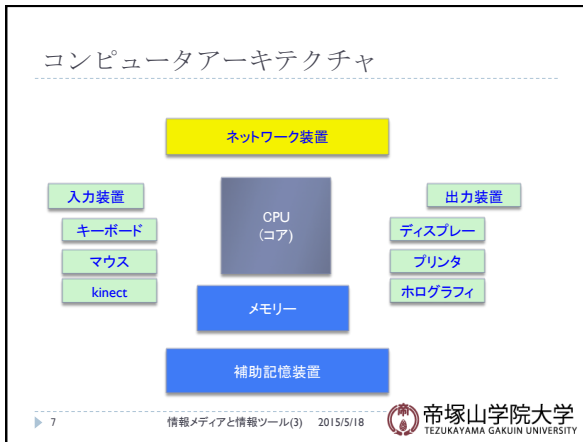 コンピュータアーキテクチャ
ネットワーク装置
入力装置
キーボード
マウス
kinect
CPU
(コア)
メモリー
補助記憶装置
出力装置
ディスプレー
プリンタ
ホログラフィ
7 情報メディアと情報ツール(3) 2015/5/18
帝塚山学院大学
TEZUKAYAMA GAKUIN UNIVERSITY